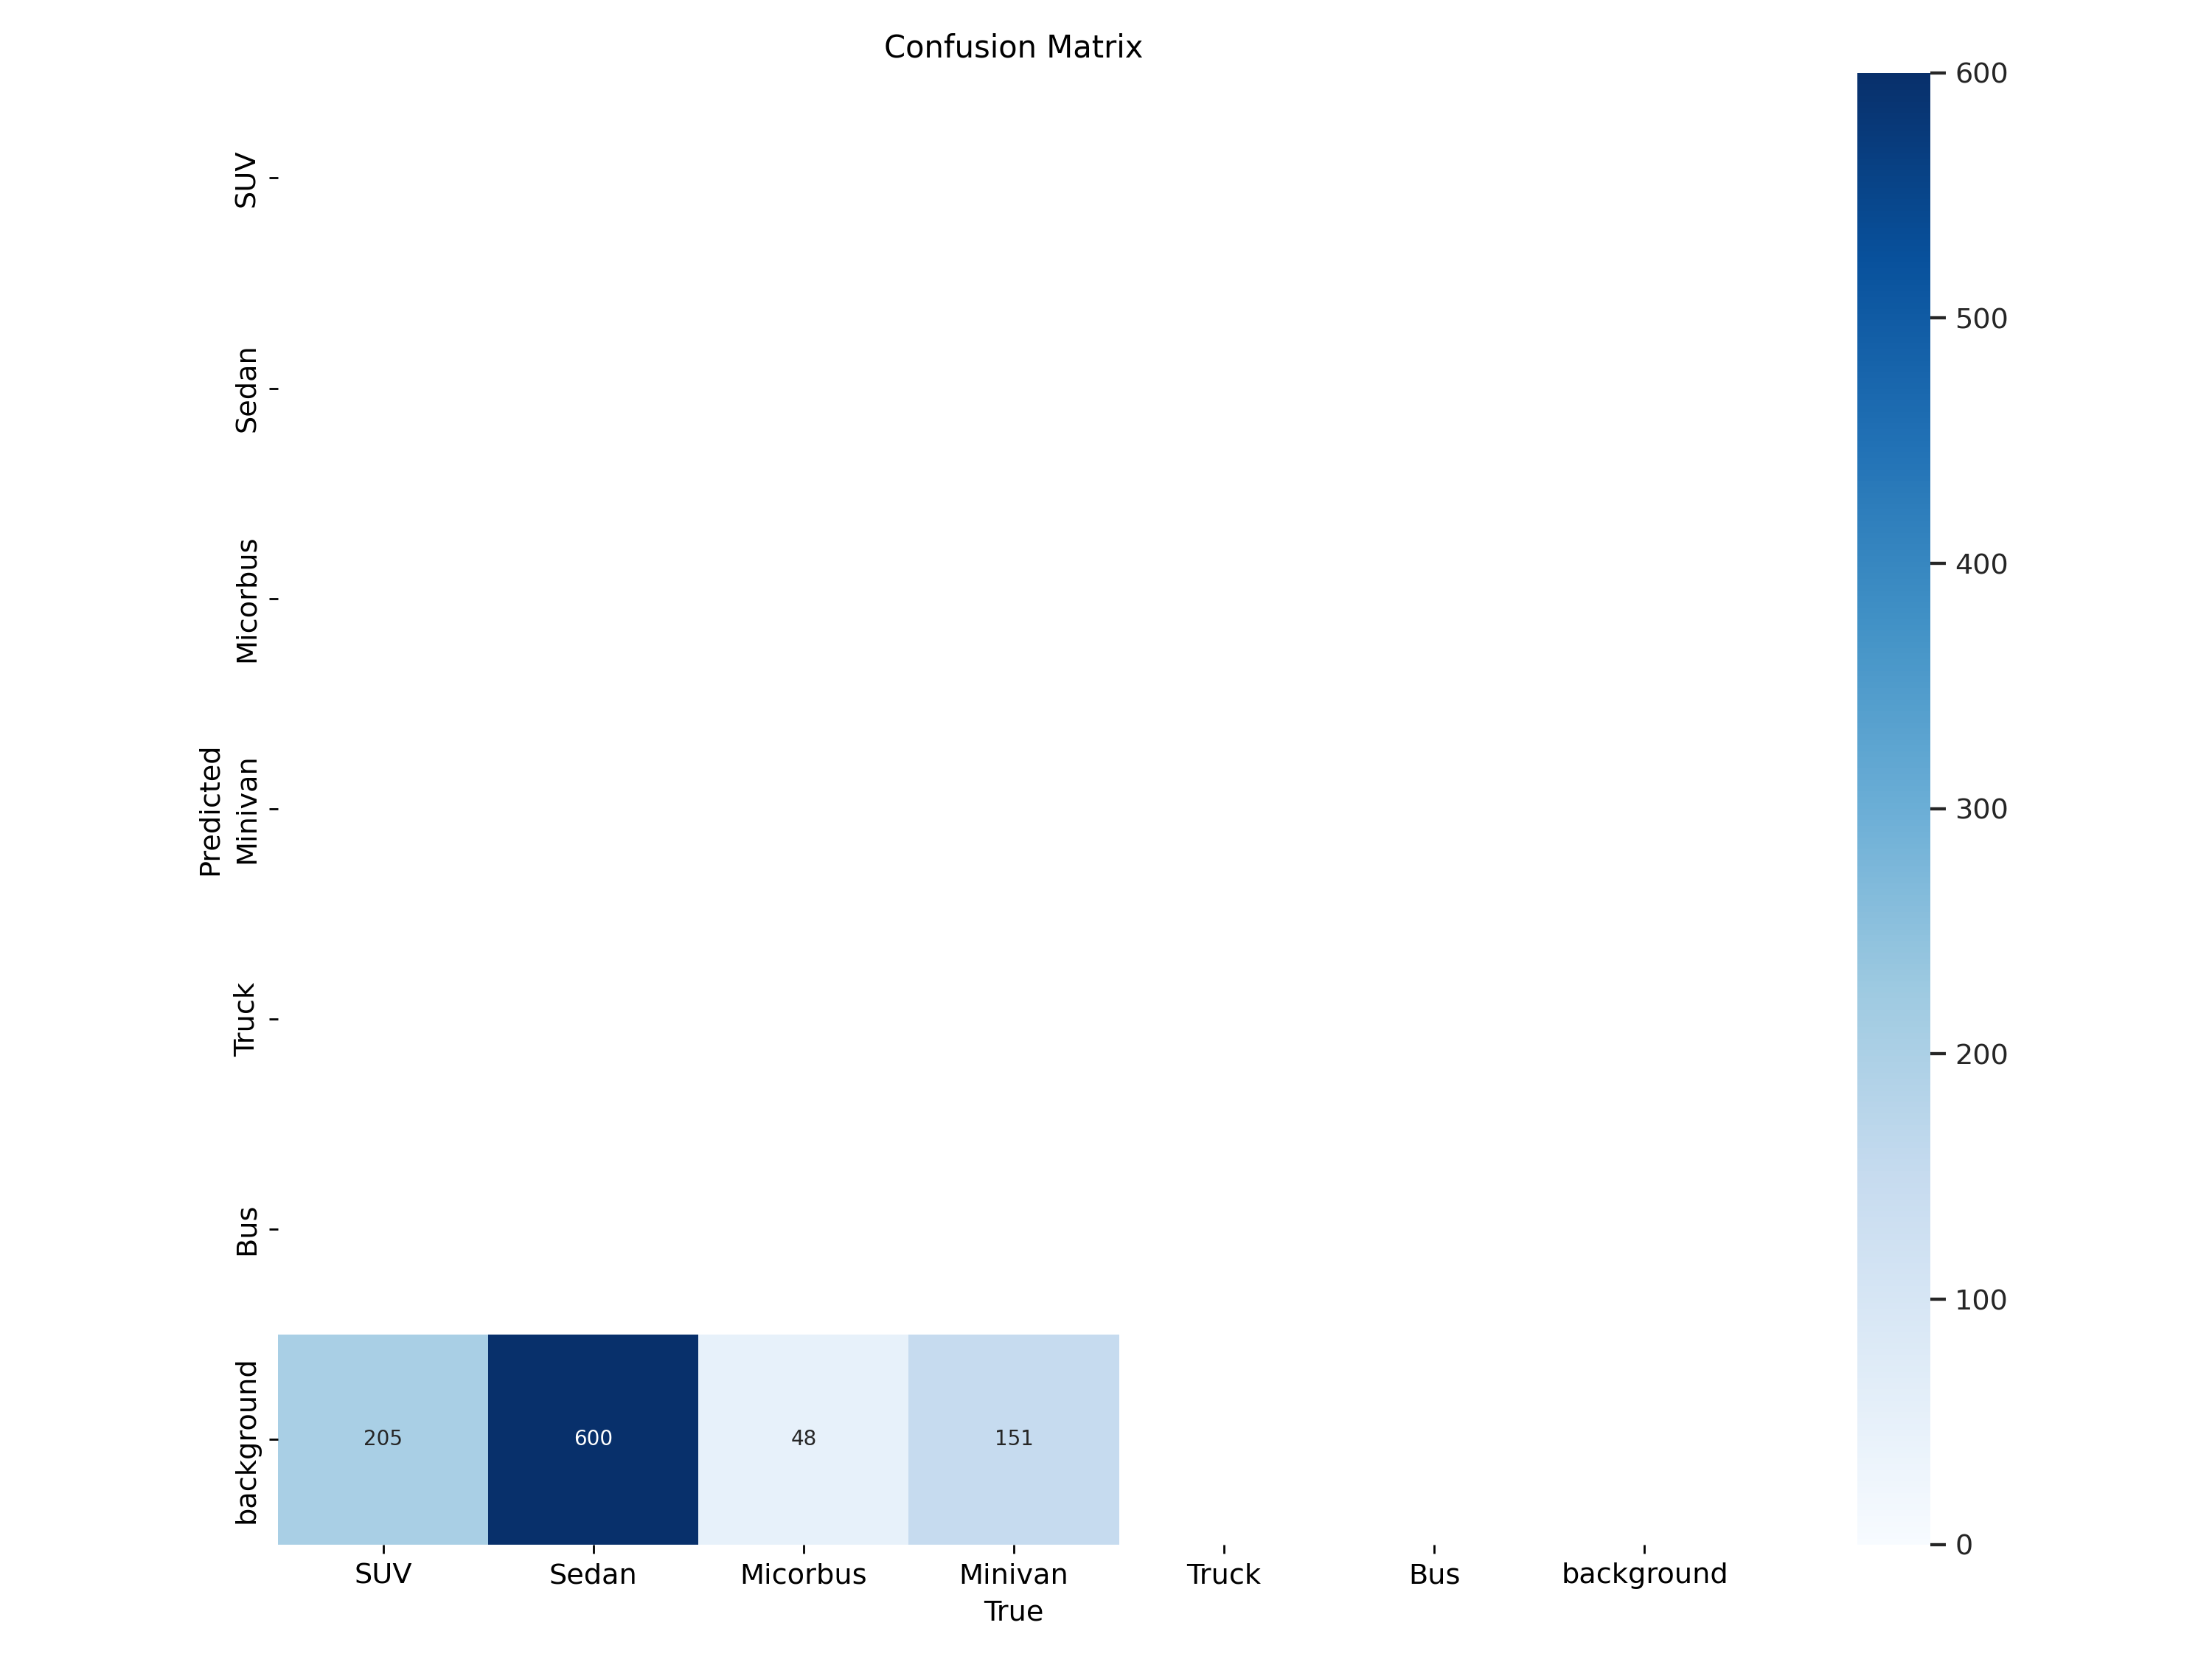 Confusion Matrix
SUV
Sedan
Micorbus
Minivan
Truck
Bus
background
Predicted
205 600 48 151
SUV Sedan Micorbus Minivan Truck Bus background
True
600
500
400
300
200
100
0